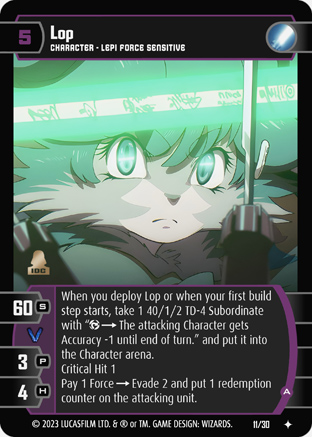 5
Lop
CHARACTER - LEPI FORCE SENSITIVE
IDC
60 S
V
3 P
4 H
When you deploy Lop or when your first build
step starts, take 1 40/1/2 TD-4 Subordinate
with “→ The attacking Character gets
Accuracy -1 until end of turn.” and put it into
the Character arena.
Critical Hit 1
Pay 1 Force → Evade 2 and put 1 redemption
counter on the attacking unit.
A
© 2023 LUCASFILM LTD. & ® or TM. GAME DESIGN: WIZARDS.
11/30